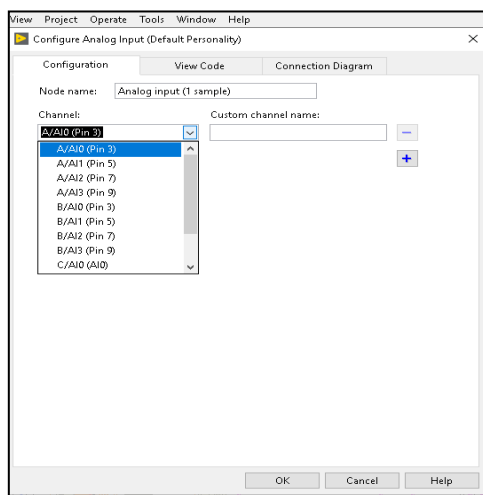 View Project Operate Tools Window Help
Configure Analog Input (Default Personality)
Configuration View Code Connection Diagram
Node name: Analog input (1 sample)
Channel: Custom channel name:
A/AI0 (Pin 3)
A/AI0 (Pin 3)
A/AI1 (Pin 5)
A/AI2 (Pin 7)
A/AI3 (Pin 9)
B/AI0 (Pin 3)
B/AI1 (Pin 5)
B/AI2 (Pin 7)
B/AI3 (Pin 9)
C/AI0 (AI0)
OK Cancel Help